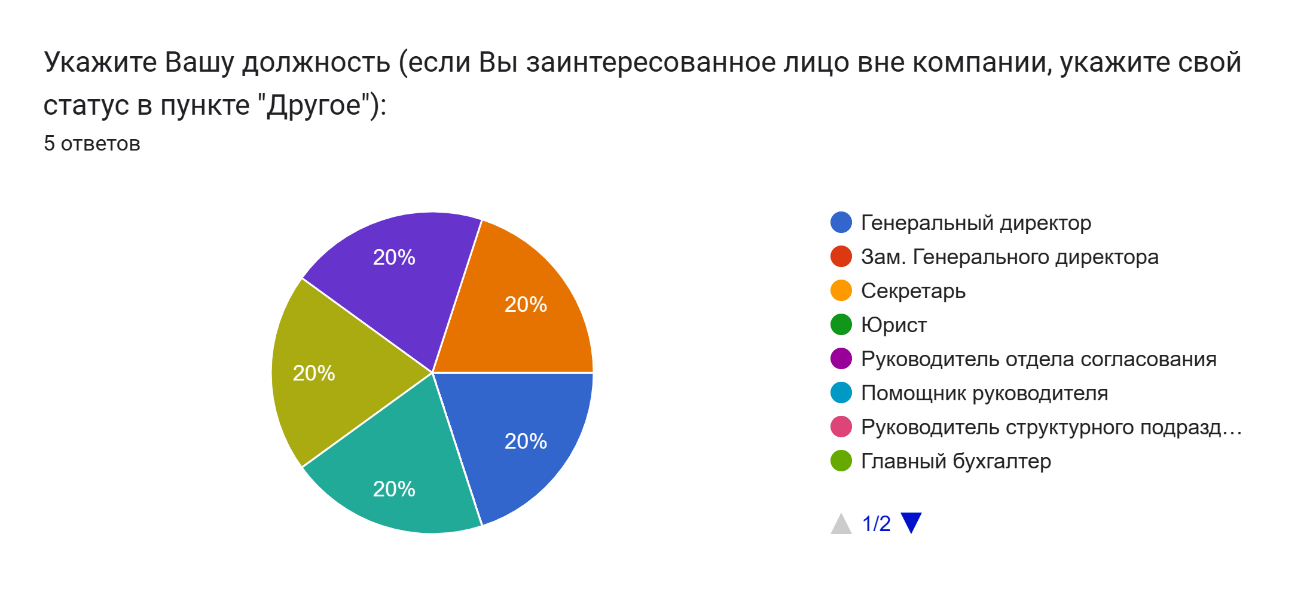 Укажите Вашу должность (если Вы заинтересованное лицо вне компании, укажите свой
статус в пункте "Другое"):
5 ответов
20%
20%
20%
20%
20%
Генеральный директор
Зам. Генерального директора
Секретарь
Юрист
Руководитель отдела согласования
Помощник руководителя
Руководитель структурного подразд…
Главный бухгалтер
1/2